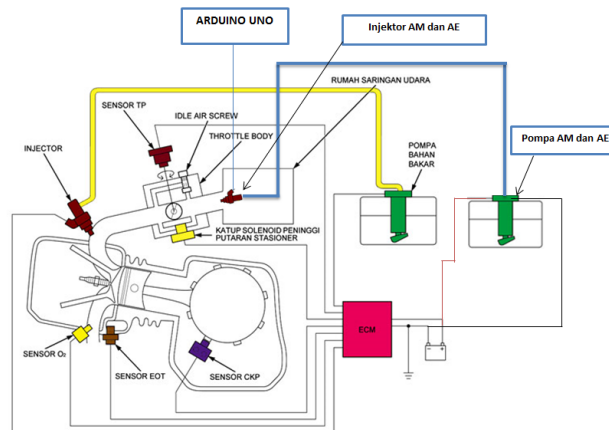 ARDUINO UNO
Injektor AM dan AE
RUMAH SARINGAN UDARA
SENSOR TP
IDLE AIR SCREW
THROTTLE BODY
INJECTOR
POMPA
BAHAN
BAKAR
Pompa AM dan AE
KATUP SOLENOID PENINGGI
PUTARAN STASIONER
ECM
SENSOR O₂
SENSOR EOT
SENSOR CKP